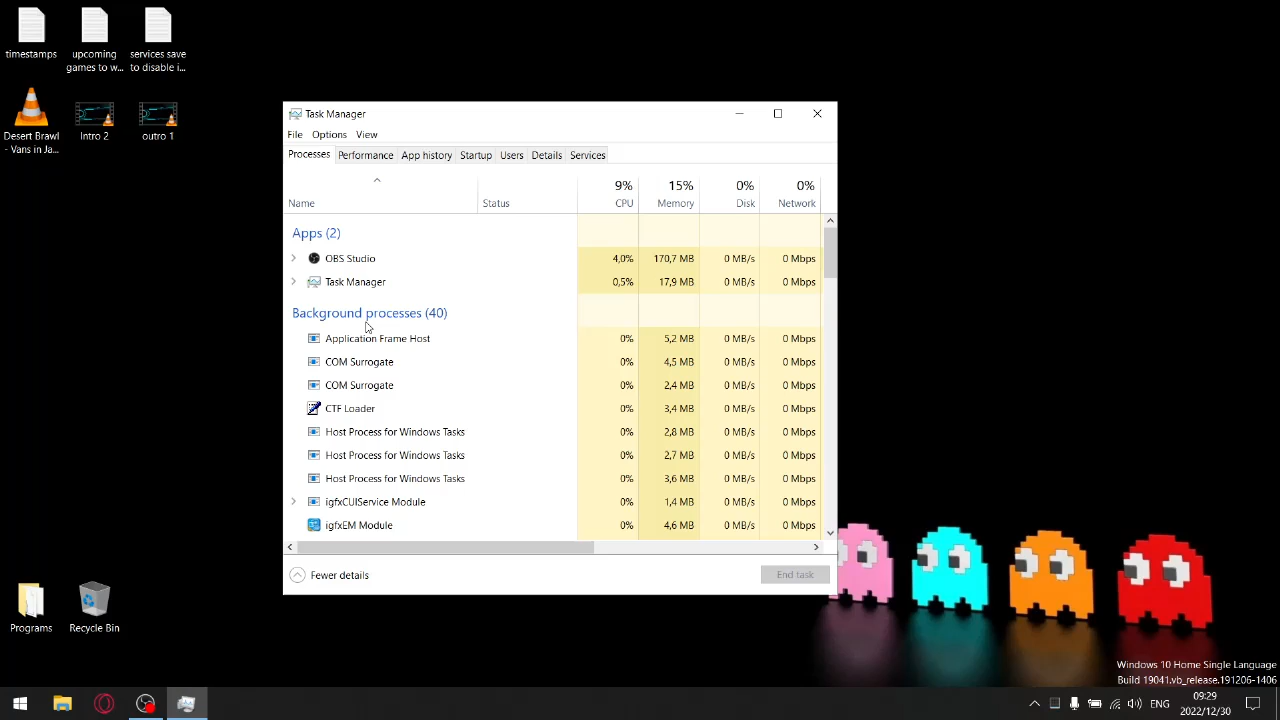 timestamps
upcoming
games to w...
services save
to disable i...
Desert Brawl
- Vans in Ja...
Intro 2
outro 1
Task Manager
File Options View
Processes Performance App history Startup Users Details Services
9% 15% 0% 0%
Name Status CPU Memory Disk Network
Apps (2)
OBS Studio 4,0% 170,7 MB 0 MB/s 0 Mbps
Task Manager 0,5% 17,9 MB 0 MB/s 0 Mbps
Background processes (40)
Application Frame Host 0% 5,2 MB 0 MB/s 0 Mbps
COM Surrogate 0% 4,5 MB 0 MB/s 0 Mbps
COM Surrogate 0% 2,4 MB 0 MB/s 0 Mbps
CTF Loader 0% 3,4 MB 0 MB/s 0 Mbps
Host Process for Windows Tasks 0% 2,8 MB 0 MB/s 0 Mbps
Host Process for Windows Tasks 0% 2,7 MB 0 MB/s 0 Mbps
Host Process for Windows Tasks 0% 3,6 MB 0 MB/s 0 Mbps
igfxCUIService Module 0% 1,4 MB 0 MB/s 0 Mbps
igfxEM Module 0% 4,6 MB 0 MB/s 0 Mbps
Fewer details End task
Programs
Recycle Bin
Windows 10 Home Single Language
Build 19041.vb_release.191206-1406
ENG
09:29
2022/12/30